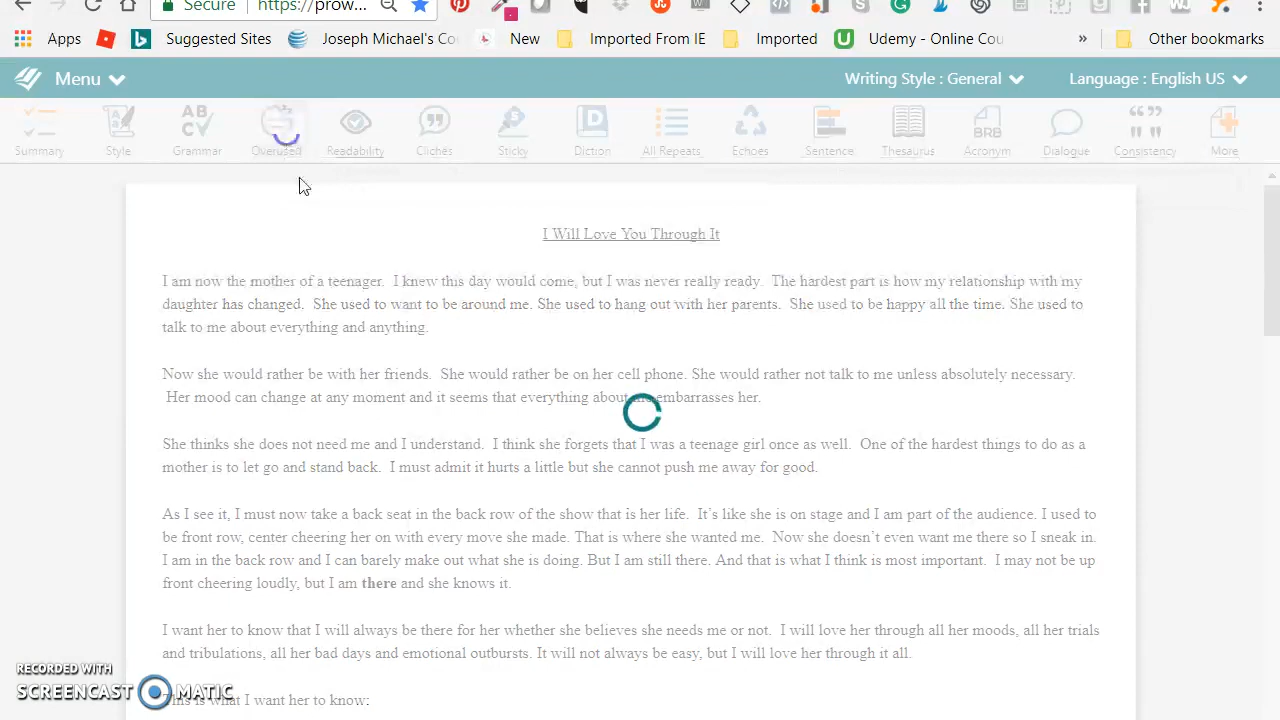 Secure
https://prow...
Apps
Suggested Sites
Joseph Michael's Co
New
Imported From IE
Imported
Udemy - Online Cou
»
Other bookmarks
Menu
Writing Style : General
Language : English US
Summary
Style
Grammar
Overused
Readability
Clichés
Sticky
Diction
All Repeats
Echoes
Sentence
Thesaurus
Acronym
Dialogue
Consistency
More
I Will Love You Through It
I am now the mother of a teenager.  I knew this day would come, but I was never really ready.  The hardest part is how my relationship with my
daughter has changed.  She used to want to be around me. She used to hang out with her parents.  She used to be happy all the time. She used to
talk to me about everything and anything.
Now she would rather be with her friends.  She would rather be on her cell phone. She would rather not talk to me unless absolutely necessary.
Her mood can change at any moment and it seems that everything about me embarrasses her.
She thinks she does not need me and I understand.  I think she forgets that I was a teenage girl once as well.  One of the hardest things to do as a
mother is to let go and stand back.  I must admit it hurts a little but she cannot push me away for good.
As I see it, I must now take a back seat in the back row of the show that is her life.  It's like she is on stage and I am part of the audience. I used to
be front row, center cheering her on with every move she made. That is where she wanted me.  Now she doesn't even want me there so I sneak in.
I am in the back row and I can barely make out what she is doing. But I am still there. And that is what I think is most important.  I may not be up
front cheering loudly, but I am there and she knows it.
I want her to know that I will always be there for her whether she believes she needs me or not.  I will love her through all her moods, all her trials
and tribulations, all her bad days and emotional outbursts. It will not always be easy, but I will love her through it all.
This is what I want her to know:
RECORDED WITH
SCREENCAST MATIC